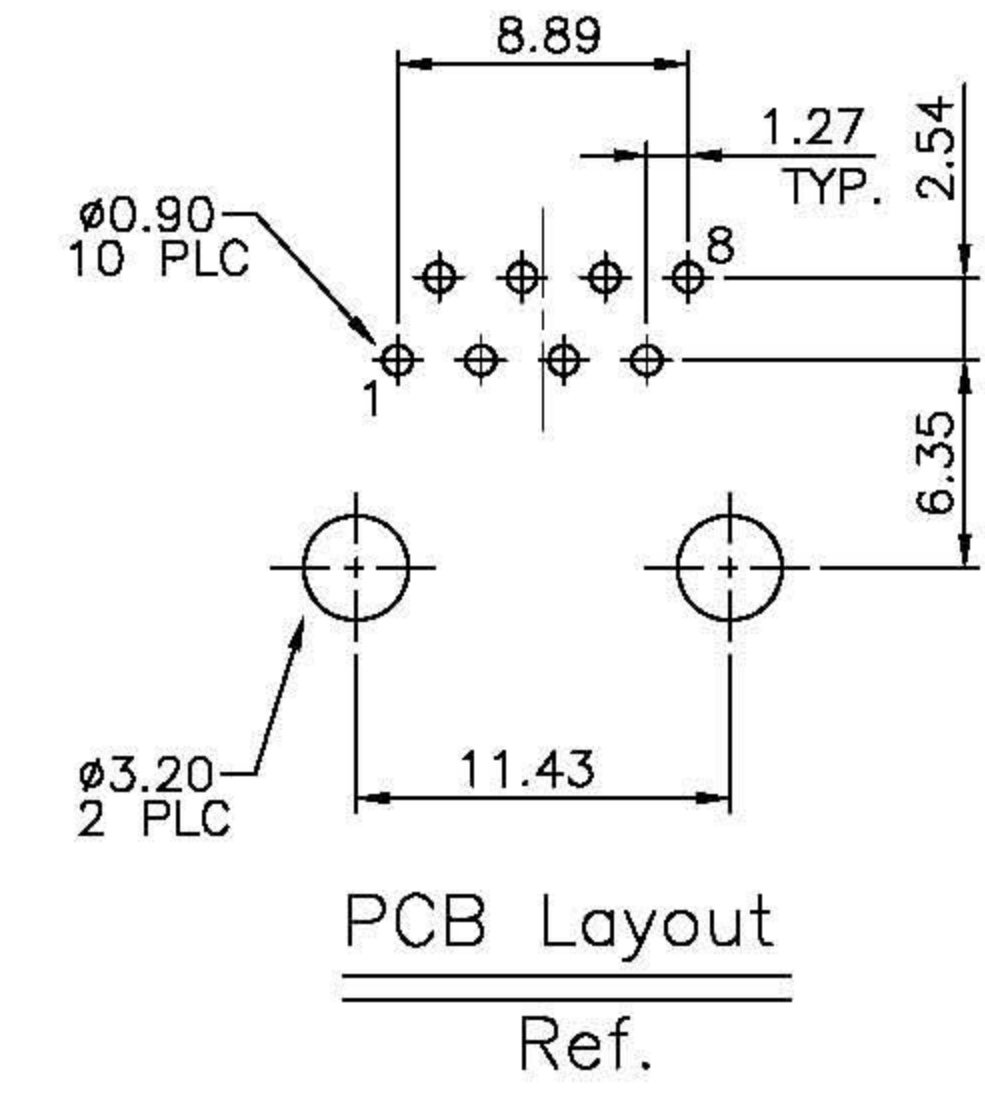 8.89
1.27
TYP.
2.54
ø0.90
10 PLC
8
1
6.35
ø3.20
2 PLC
11.43
PCB Layout
Ref.